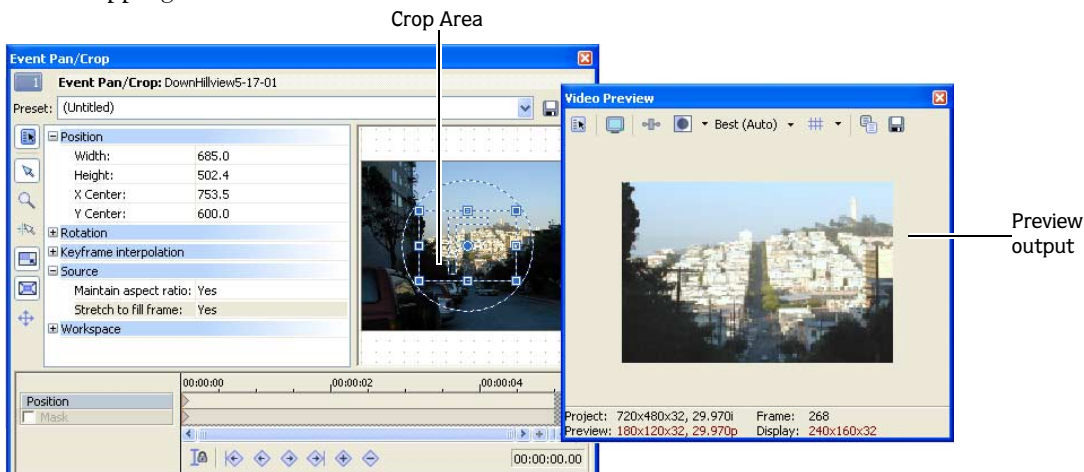 Crop Area
Event Pan/Crop
1 Event Pan/Crop: DownHillview5-17-01
Preset: (Untitled)
Position
Width: 685.0
Height: 502.4
X Center: 753.5
Y Center: 600.0
Rotation
Keyframe interpolation
Source
Maintain aspect ratio: Yes
Stretch to fill frame: Yes
Workspace
00:00:00 00:00:02 00:00:04
Position
Mask
00:00:00.00
Video Preview
Best (Auto)
Project: 720x480x32, 29.970i Frame: 268
Preview: 180x120x32, 29.970p Display: 240x160x32
Preview
output